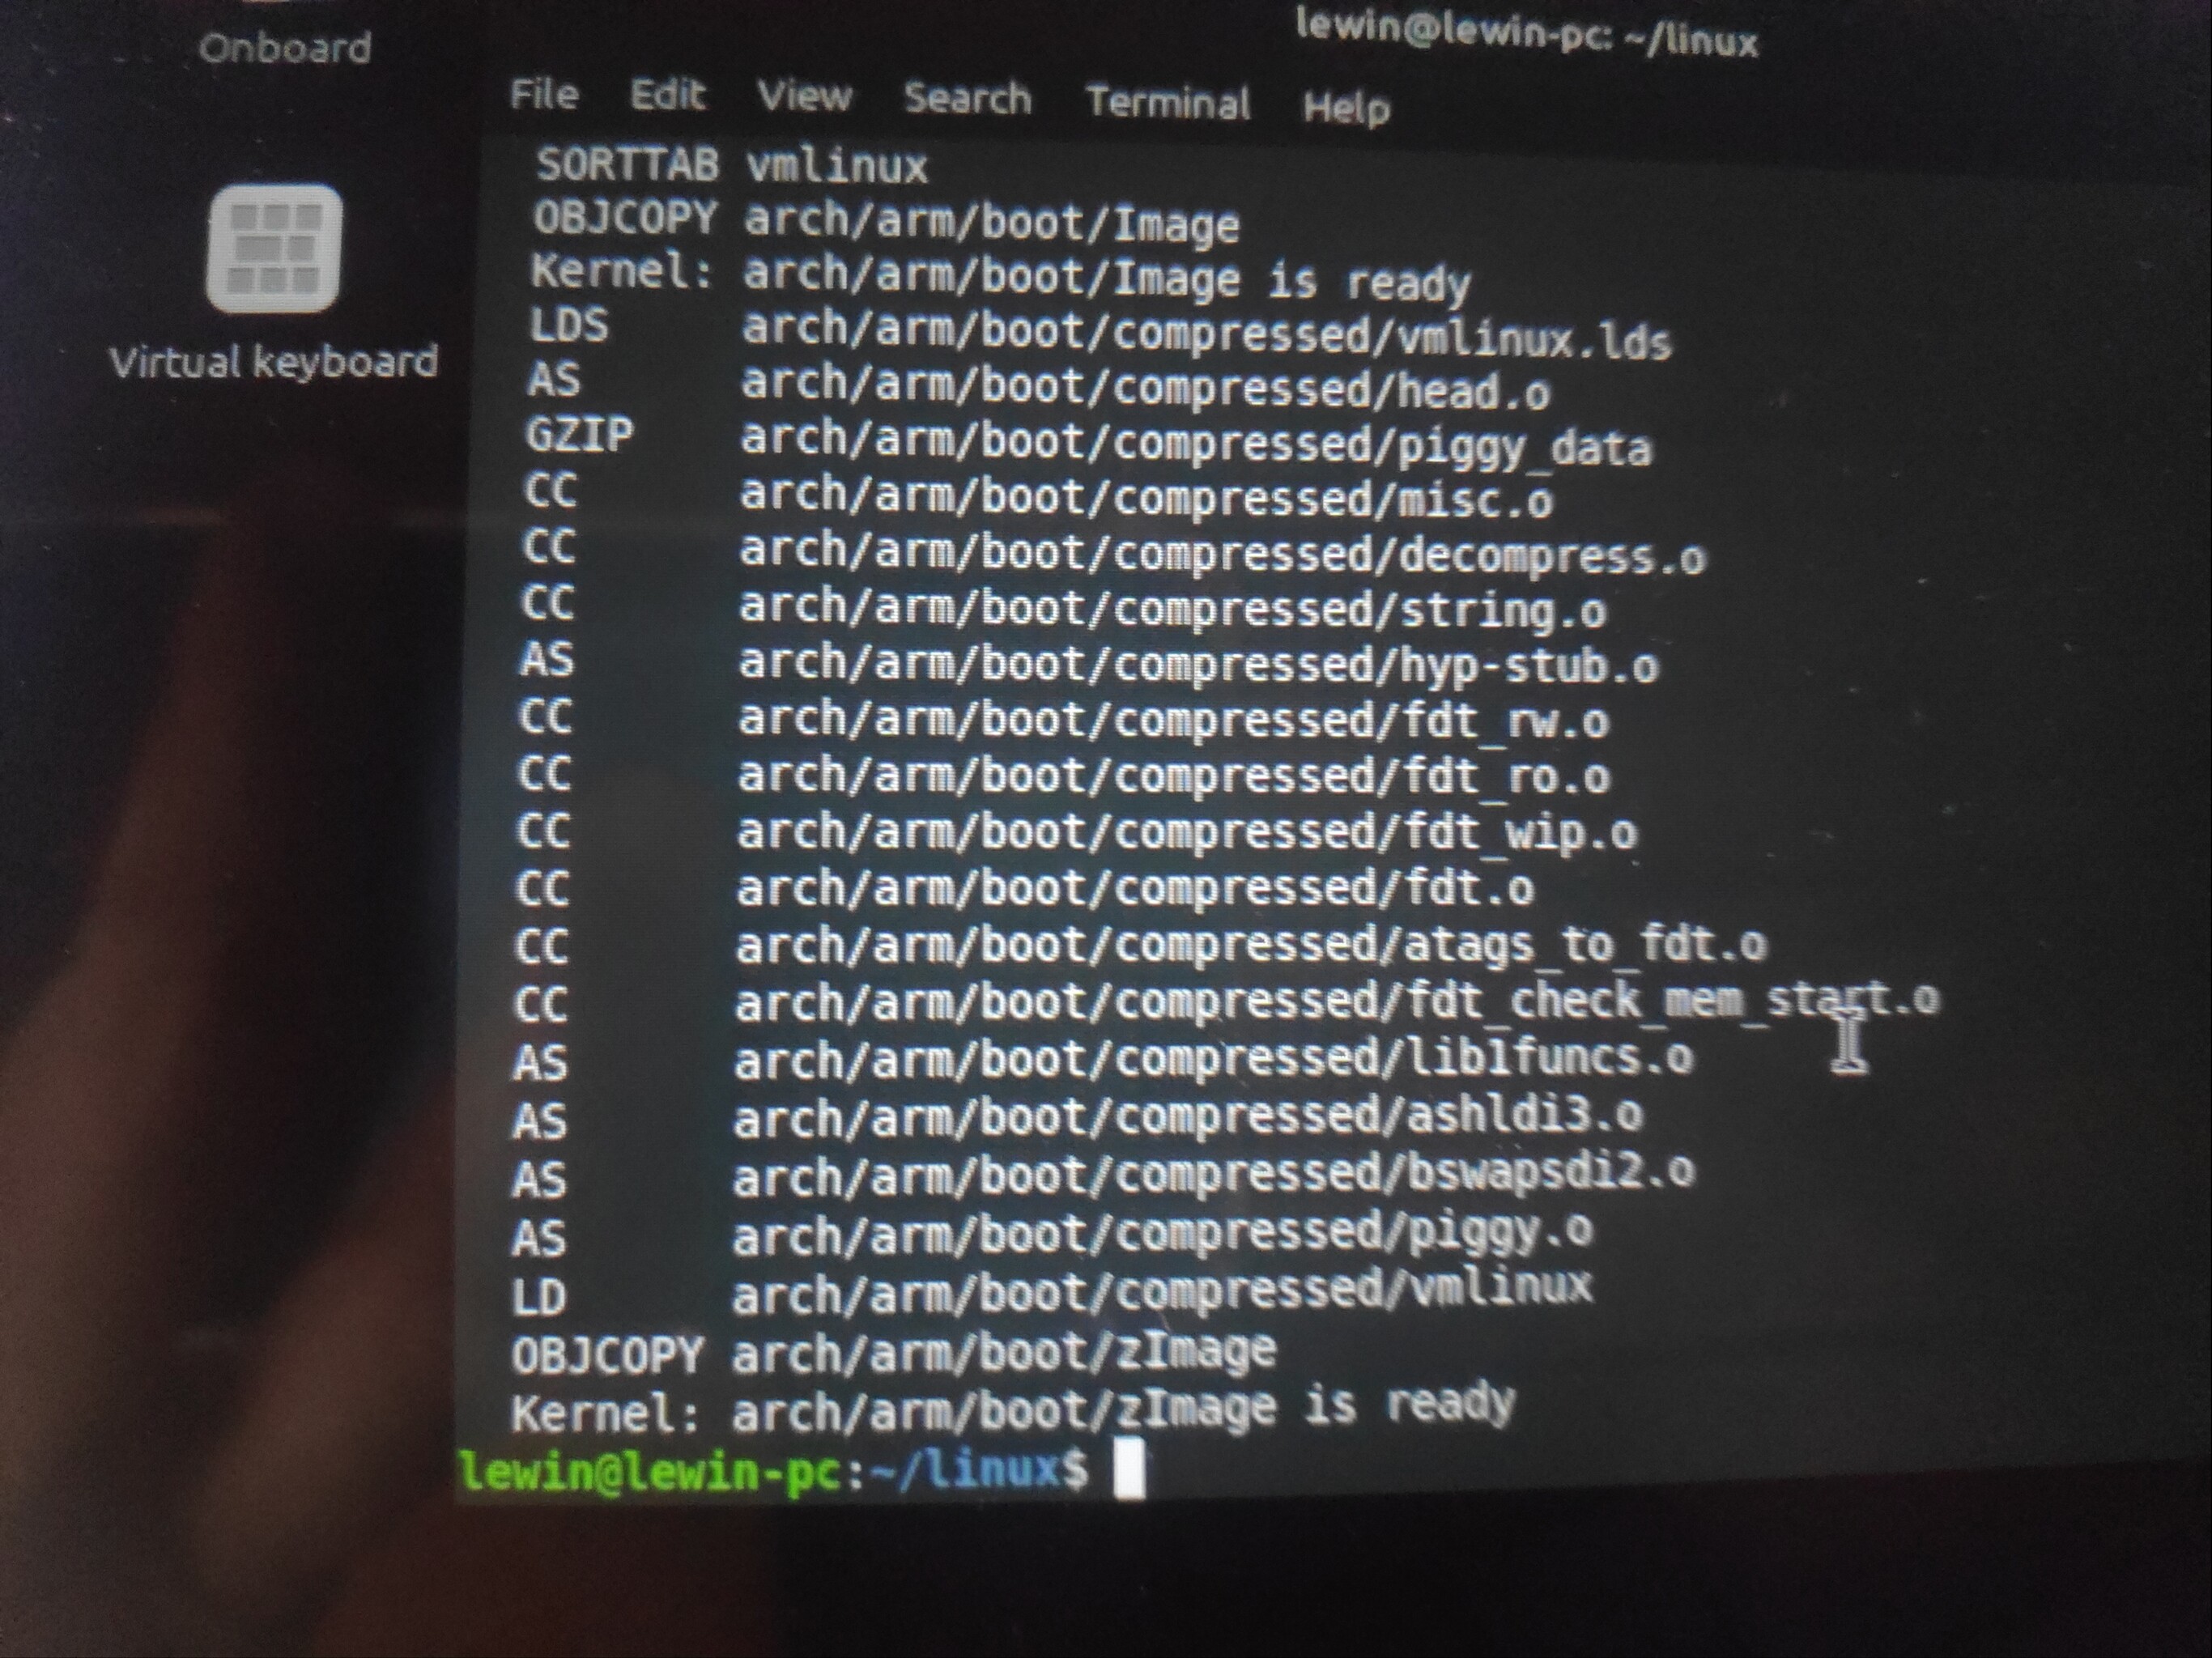 Onboard
Virtual keyboard
lewin@lewin-pc: ~/linux
File Edit View Search Terminal Help
SORTTAB vmlinux
OBJCOPY arch/arm/boot/Image
Kernel: arch/arm/boot/Image is ready
LDS arch/arm/boot/compressed/vmlinux.lds
AS arch/arm/boot/compressed/head.o
GZIP arch/arm/boot/compressed/piggy_data
CC arch/arm/boot/compressed/misc.o
CC arch/arm/boot/compressed/decompress.o
CC arch/arm/boot/compressed/string.o
AS arch/arm/boot/compressed/hyp-stub.o
CC arch/arm/boot/compressed/fdt_rw.o
CC arch/arm/boot/compressed/fdt_ro.o
CC arch/arm/boot/compressed/fdt_wip.o
CC arch/arm/boot/compressed/fdt.o
CC arch/arm/boot/compressed/atags_to_fdt.o
CC arch/arm/boot/compressed/fdt_check_mem_start.o
AS arch/arm/boot/compressed/lib1funcs.o
AS arch/arm/boot/compressed/ashldi3.o
AS arch/arm/boot/compressed/bswapsdi2.o
AS arch/arm/boot/compressed/piggy.o
LD arch/arm/boot/compressed/vmlinux
OBJCOPY arch/arm/boot/zImage
Kernel: arch/arm/boot/zImage is ready
lewin@lewin-pc:~/linux$